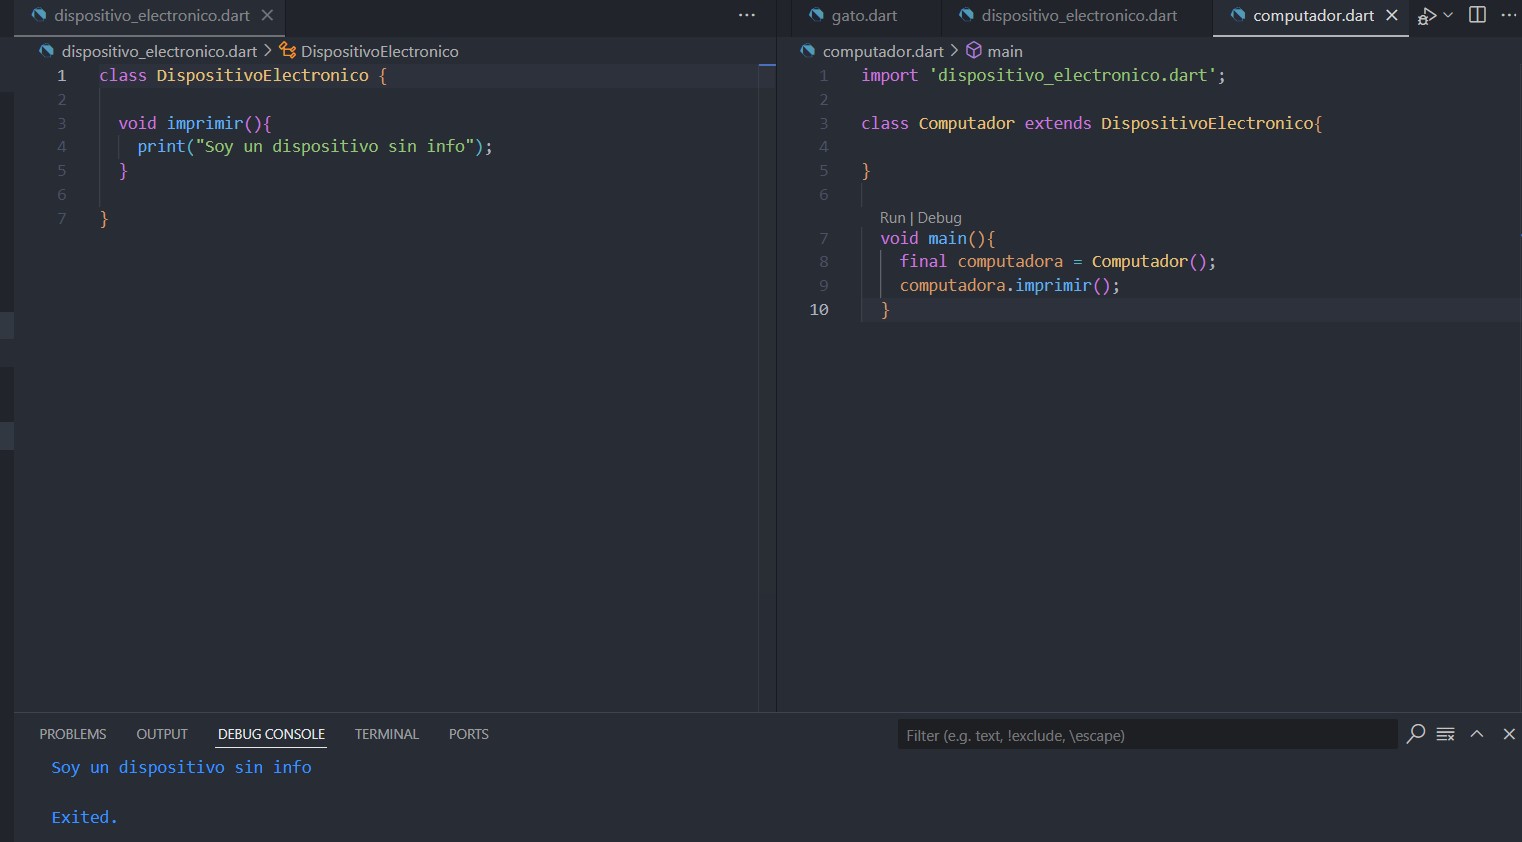 dispositivo_electronico.dart
dispositivo_electronico.dart > DispositivoElectronico
1 class DispositivoElectronico {
2
3 void imprimir(){
4 print("Soy un dispositivo sin info");
5 }
6
7 }
gato.dart dispositivo_electronico.dart computador.dart
computador.dart > main
1 import 'dispositivo_electronico.dart';
2
3 class Computador extends DispositivoElectronico{
4
5 }
6
Run | Debug
7 void main(){
8 final computadora = Computador();
9 computadora.imprimir();
10 }
PROBLEMS OUTPUT DEBUG CONSOLE TERMINAL PORTS Filter (e.g. text, !exclude, \escape)
Soy un dispositivo sin info
Exited.